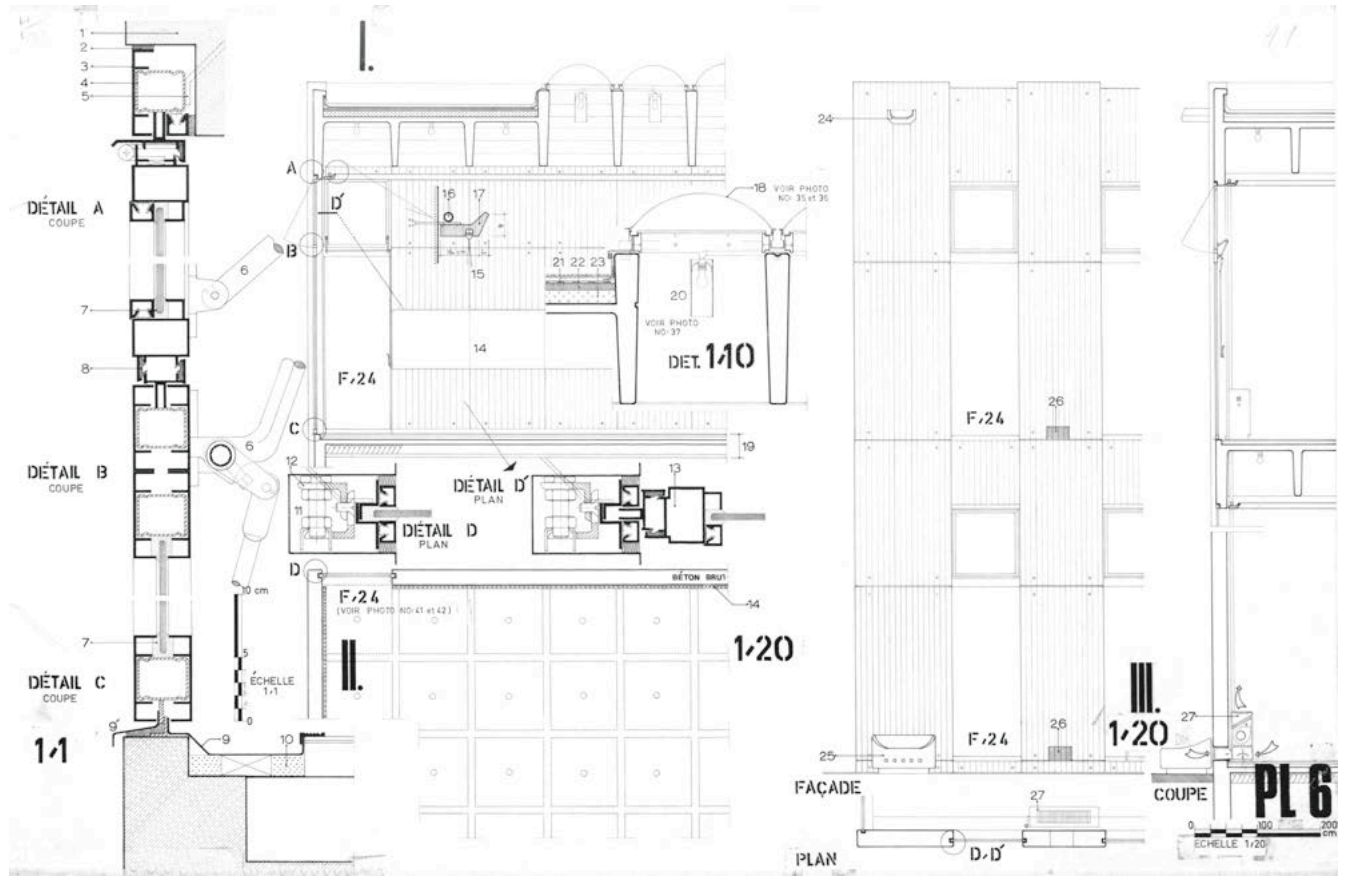 1
2
3
4
5
DÉTAIL A
COUPE
6
7
8
DÉTAIL B
COUPE
6
10 cm
5
0
ÉCHELLE
1/1
7
DÉTAIL C
COUPE
9'
9
10
1/1
I.
A
B
C
D'
16
17
15
14
F/24
19
18
VOIR PHOTO
NO: 35 et 36
21
22
23
20
VOIR PHOTO
NO: 37
DET. 1/10
12
11
DÉTAIL D
PLAN
DÉTAIL D'
PLAN
13
D
BÉTON BRUT
F/24
(VOIR PHOTO NO: 41 et 42)
14
II.
1/20
24
F/24
26
F/24
26
25
III.
1/20
27
FAÇADE
COUPE
PL 6
27
D/D'
PLAN
0
100
200
cm
ÉCHELLE 1/20